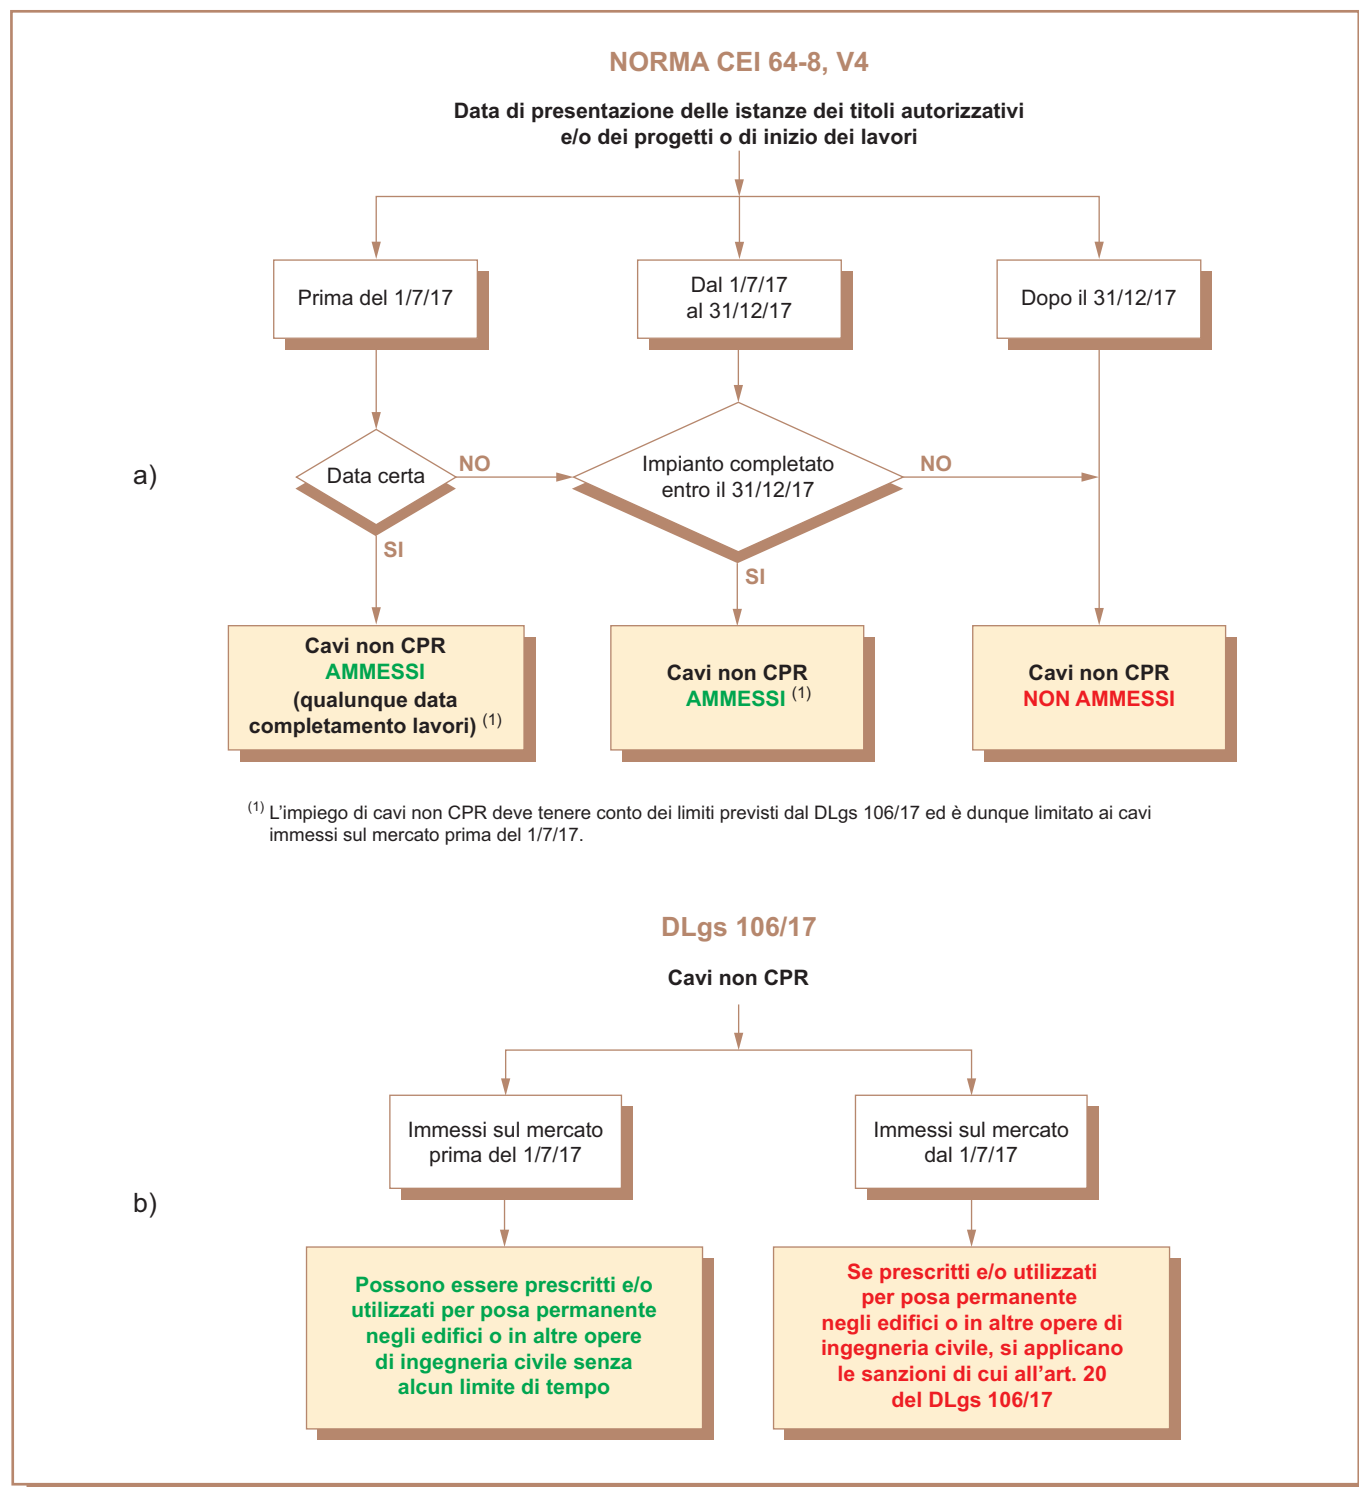 NORMA CEI 64-8, V4
Data di presentazione delle istanze dei titoli autorizzativi
e/o dei progetti o di inizio dei lavori
Prima del 1/7/17
Dal 1/7/17
al 31/12/17
Dopo il 31/12/17
a)
Data certa
NO
Impianto completato
entro il 31/12/17
NO
SI
SI
Cavi non CPR
AMMESSI
(qualunque data
completamento lavori) (1)
Cavi non CPR
AMMESSI (1)
Cavi non CPR
NON AMMESSI
(1) L'impiego di cavi non CPR deve tenere conto dei limiti previsti dal DLgs 106/17 ed è dunque limitato ai cavi
immessi sul mercato prima del 1/7/17.
DLgs 106/17
Cavi non CPR
Immessi sul mercato
prima del 1/7/17
Immessi sul mercato
dal 1/7/17
b)
Possono essere prescritti e/o
utilizzati per posa permanente
negli edifici o in altre opere
di ingegneria civile senza
alcun limite di tempo
Se prescritti e/o utilizzati
per posa permanente
negli edifici o in altre opere di
ingegneria civile, si applicano
le sanzioni di cui all'art. 20
del DLgs 106/17